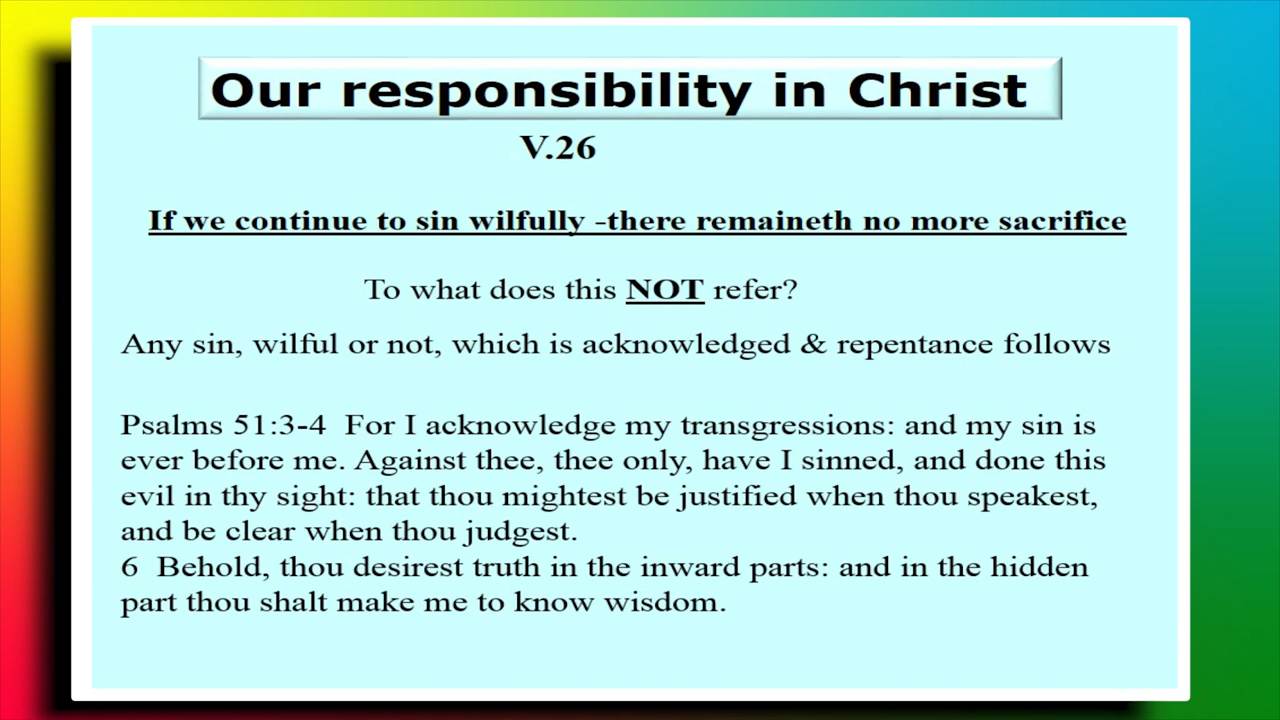 Our responsibility in Christ
V.26
If we continue to sin wilfully -there remaineth no more sacrifice
To what does this NOT refer?
Any sin, wilful or not, which is acknowledged & repentance follows
Psalms 51:3-4  For I acknowledge my transgressions: and my sin is
ever before me. Against thee, thee only, have I sinned, and done this
evil in thy sight: that thou mightest be justified when thou speakest,
and be clear when thou judgest.
6  Behold, thou desirest truth in the inward parts: and in the hidden
part thou shalt make me to know wisdom.